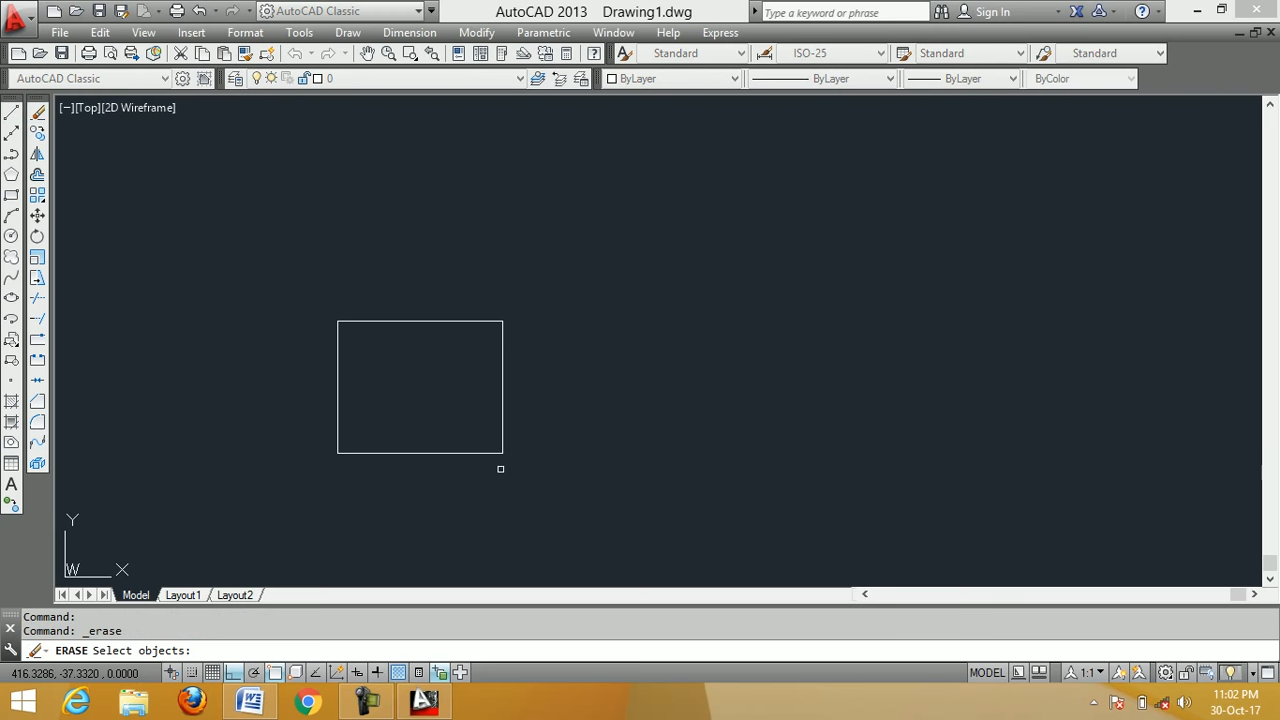 AutoCAD Classic
AutoCAD 2013 Drawing1.dwg
Type a keyword or phrase
Sign In
File Edit View Insert Format Tools Draw Dimension Modify Parametric Window Help Express
Standard
ISO-25
Standard
Standard
AutoCAD Classic
0
ByLayer
ByLayer
ByLayer
ByColor
[−][Top][2D Wireframe]
A
Y
W X
Model Layout1 Layout2
Command:
Command: _erase
ERASE Select objects:
416.3286, -37.3320, 0.0000
MODEL
1:1
11:02 PM
30-Oct-17